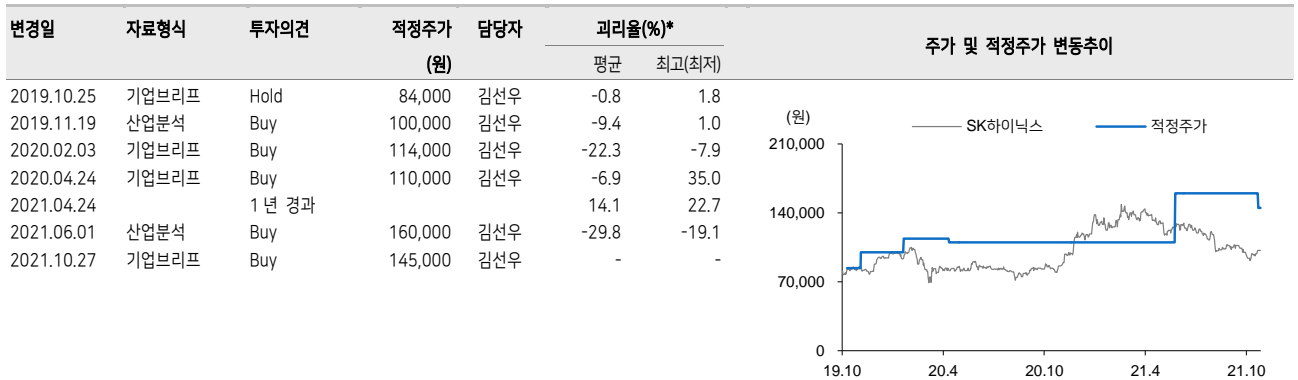 변경일 자료형식 투자의견 적정주가 담당자 괴리율(%)* 주가 및 적정주가 변동추이
(원) 평균 최고(최저)
2019.10.25 기업브리프 Hold 84,000 김선우 -0.8 1.8
2019.11.19 산업분석 Buy 100,000 김선우 -9.4 1.0
2020.02.03 기업브리프 Buy 114,000 김선우 -22.3 -7.9
2020.04.24 기업브리프 Buy 110,000 김선우 -6.9 35.0
2021.04.24 1년 경과 14.1 22.7
2021.06.01 산업분석 Buy 160,000 김선우 -29.8 -19.1
2021.10.27 기업브리프 Buy 145,000 김선우 - -
(원)
SK하이닉스 적정주가
210,000
140,000
70,000
0
19.10 20.4 20.10 21.4 21.10